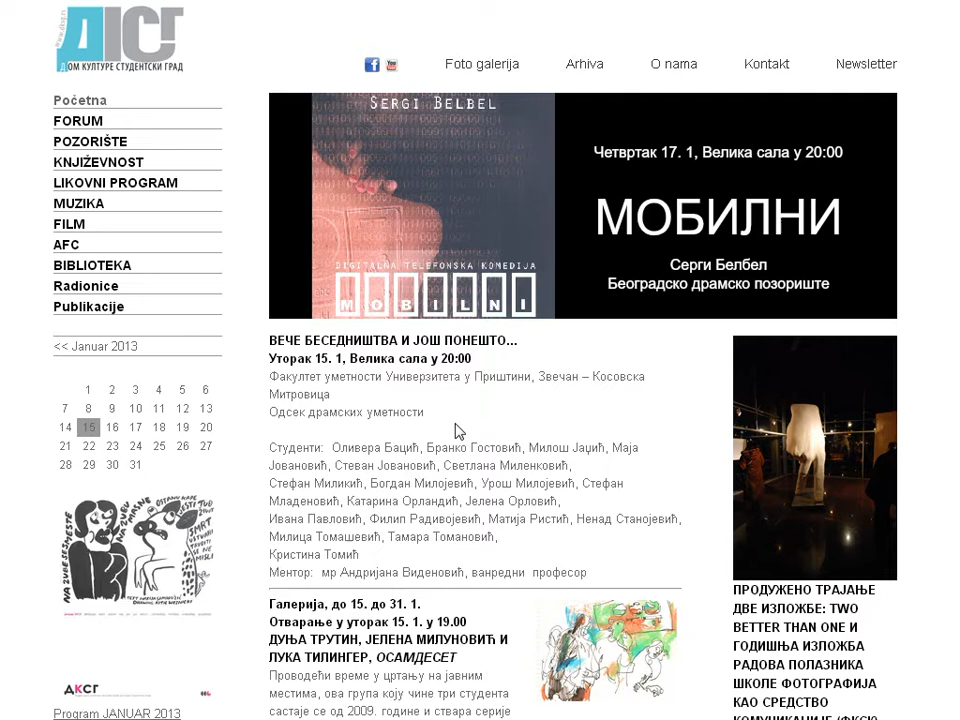 ДКСГ
ДОМ КУЛТУРЕ СТУДЕНТСКИ ГРАД
Foto galerija
Arhiva
O nama
Kontakt
Newsletter
Početna
FORUM
POZORIŠTE
KNJIŽEVNOST
LIKOVNI PROGRAM
MUZIKA
FILM
AFC
BIBLIOTEKA
Radionice
Publikacije
<< Januar 2013
1 2 3 4 5 6
7 8 9 10 11 12 13
14 15 16 17 18 19 20
21 22 23 24 25 26 27
28 29 30 31
ДКСГ
Program JANUAR 2013
SERGI BELBEL
DIGITALNA TELEFONSKA KOMEDIJA
MOBILNI
Четвртак 17. 1, Велика сала у 20:00
МОБИЛНИ
Серги Белбел
Београдско драмско позориште
ВЕЧЕ БЕСЕДНИШТВА И ЈОШ ПОНЕШТО...
Уторак 15. 1, Велика сала у 20:00
Факултет уметности Универзитета у Приштини, Звечан – Косовска
Митровица
Одсек драмских уметности
Студенти: Оливера Бацић, Бранко Гостовић, Милош Јаџић, Маја
Јовановић, Стеван Јовановић, Светлана Миленковић,
Стефан Миликић, Богдан Милојевић, Урош Милојевић, Стефан
Младеновић, Катарина Орландић, Јелена Орловић,
Ивана Павловић, Филип Радивојевић, Матија Ристић, Ненад Станојевић,
Милица Томашевић, Тамара Томановић,
Кристина Томић
Ментор: мр Андријана Виденовић, ванредни професор
Галерија, до 15. до 31. 1.
Отварање у уторак 15. 1. у 19.00
ДУЊА ТРУТИН, ЈЕЛЕНА МИЛУНОВИЋ И
ЛУКА ТИЛИНГЕР, ОСАМДЕСЕТ
Проводећи време у цртању на јавним
местима, ова група коју чине три студента
састаје се од 2009. године и ствара серије
ПРОДУЖЕНО ТРАЈАЊЕ
ДВЕ ИЗЛОЖБЕ: TWO
BETTER THAN ONE И
ГОДИШЊА ИЗЛОЖБА
РАДОВА ПОЛАЗНИКА
ШКОЛЕ ФОТОГРАФИЈА
КАО СРЕДСТВО
КОМУНИКАЦИЈЕ (ФКСК)